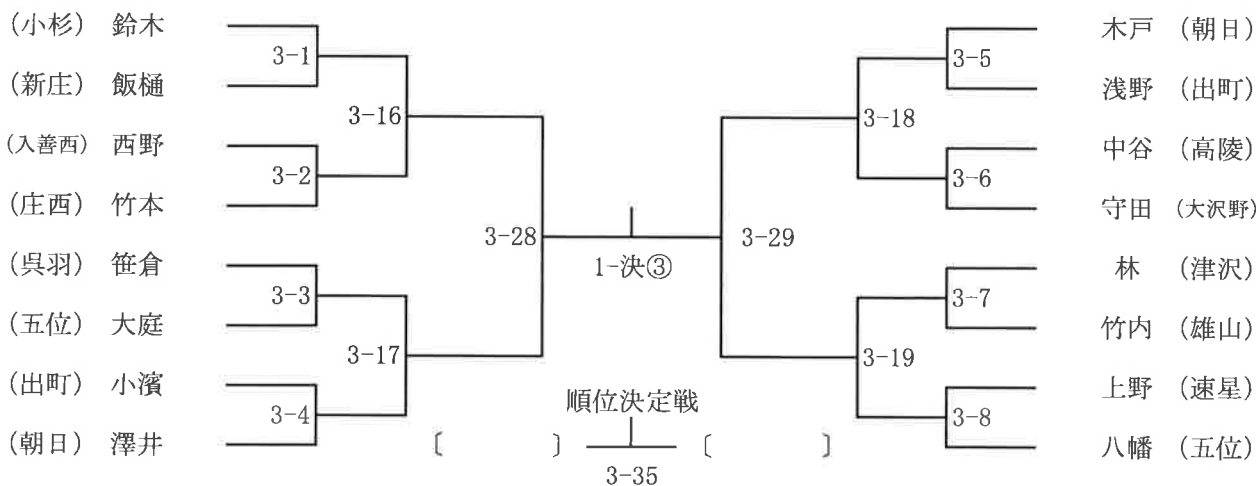 (小杉) 鈴木
3-1
(新庄) 飯樋
3-16
(入善西) 西野
3-2
(庄西) 竹本
3-28
(呉羽) 笹倉
3-3
(五位) 大庭
3-17
(出町) 小濱
3-4
(朝日) 澤井
1-決③
順位決定戦
〔 〕 〔 〕
3-35
木戸 (朝日)
3-5
浅野 (出町)
3-18
中谷 (高陵)
3-6
守田 (大沢野)
3-29
林 (津沢)
3-7
竹内 (雄山)
3-19
上野 (速星)
3-8
八幡 (五位)